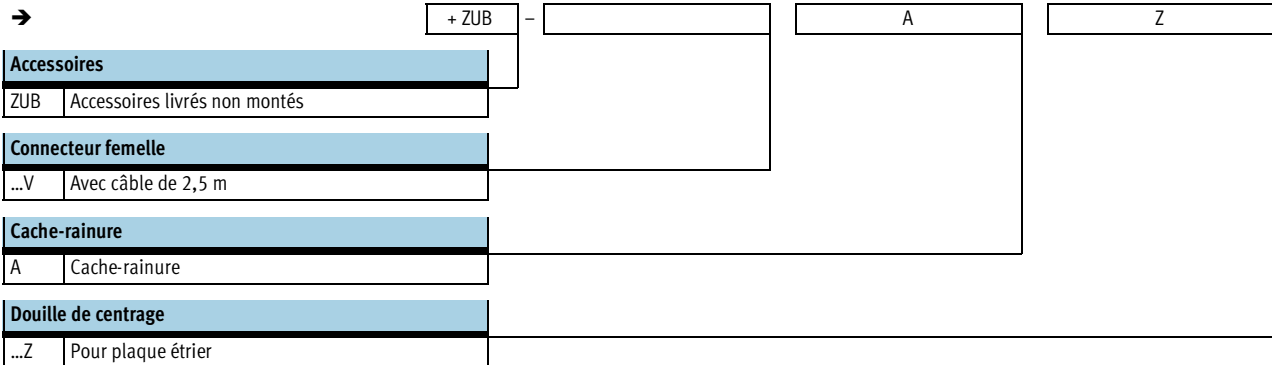 ➔ + ZUB – A Z
Accessoires
ZUB Accessoires livrés non montés
Connecteur femelle
...V Avec câble de 2,5 m
Cache-rainure
A Cache-rainure
Douille de centrage
...Z Pour plaque étrier